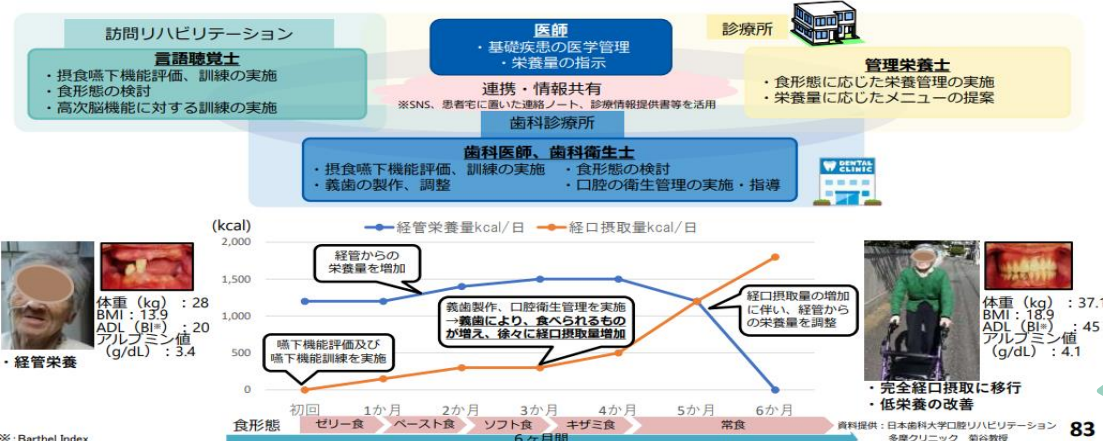 訪問リハビリテーション
言語聴覚士
・摂食嚥下機能評価、訓練の実施
・食形態の検討
・高次脳機能に対する訓練の実施
医師
・基礎疾患の医学管理
・栄養量の指示
連携・情報共有
※SNS、患者宅に置いた連絡ノート、診療情報提供書等を活用
診療所
管理栄養士
・食形態に応じた栄養管理の実施
・栄養量に応じたメニューの提案
歯科診療所
歯科医師、歯科衛生士
・摂食嚥下機能評価、訓練の実施 ・食形態の検討
・義歯の製作、調整 ・口腔の衛生管理の実施・指導
DENTAL
CLINIC
(kcal)
経管栄養量kcal/日 経口摂取量kcal/日
2,000
1,500
1,000
500
0
経管からの
栄養量を増加
嚥下機能評価及び
嚥下機能訓練を実施
義歯製作、口腔衛生管理を実施
→義歯により、食べられるもの
が増え、徐々に経口摂取量増加
経口摂取量の増加
に伴い、経管から
の栄養量を調整
体重（kg）：28
BMI：13.9
ADL（BI※）：20
アルブミン値
（g/dL）：3.4
・経管栄養
体重（kg）：37.1
BMI：18.9
ADL（BI※）：45
アルブミン値
（g/dL）：4.1
・完全経口摂取に移行
・低栄養の改善
初回 1か月 2か月 3か月 4か月 5か月 6か月
食形態 ゼリー食 ペースト食 ソフト食 キザミ食 常食
6ヶ月間
※：Barthel Index
資料提供：日本歯科大学口腔リハビリテーション
多摩クリニック 菊谷教授
83